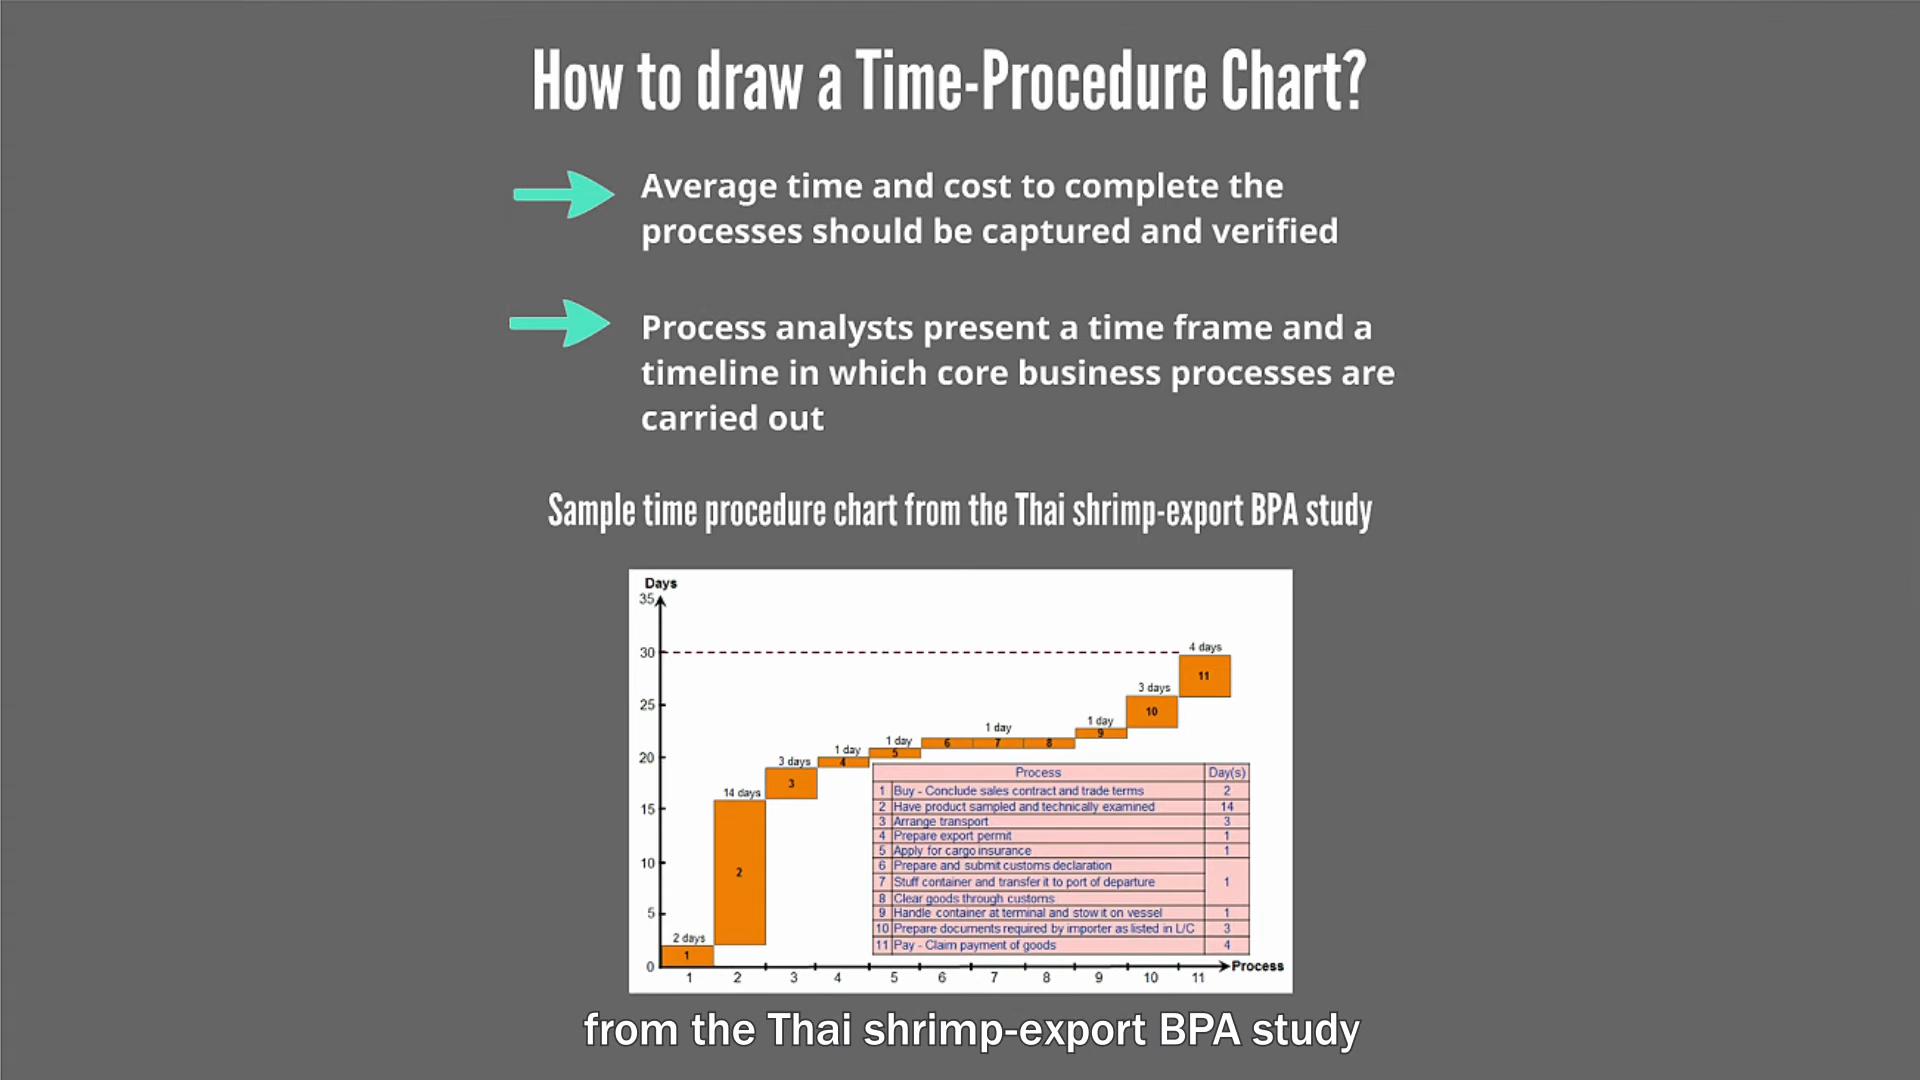 How to draw a Time-Procedure Chart?
Average time and cost to complete the
processes should be captured and verified
Process analysts present a time frame and a
timeline in which core business processes are
carried out
Sample time procedure chart from the Thai shrimp-export BPA study
Days
35
30
25
20
15
10
5
0
2 days
1
14 days
2
3 days
3
1 day
4
1 day
5
1 day
6 7 8
1 day
9
3 days
10
4 days
11
Process Day(s)
1 Buy - Conclude sales contract and trade terms 2
2 Have product sampled and technically examined 14
3 Arrange transport 3
4 Prepare export permit 1
5 Apply for cargo insurance 1
6 Prepare and submit customs declaration
7 Stuff container and transfer it to port of departure 1
8 Clear goods through customs
9 Handle container at terminal and stow it on vessel 1
10 Prepare documents required by importer as listed in L/C 3
11 Pay - Claim payment of goods 4
Process
1 2 3 4 5 6 7 8 9 10 11
from the Thai shrimp-export BPA study